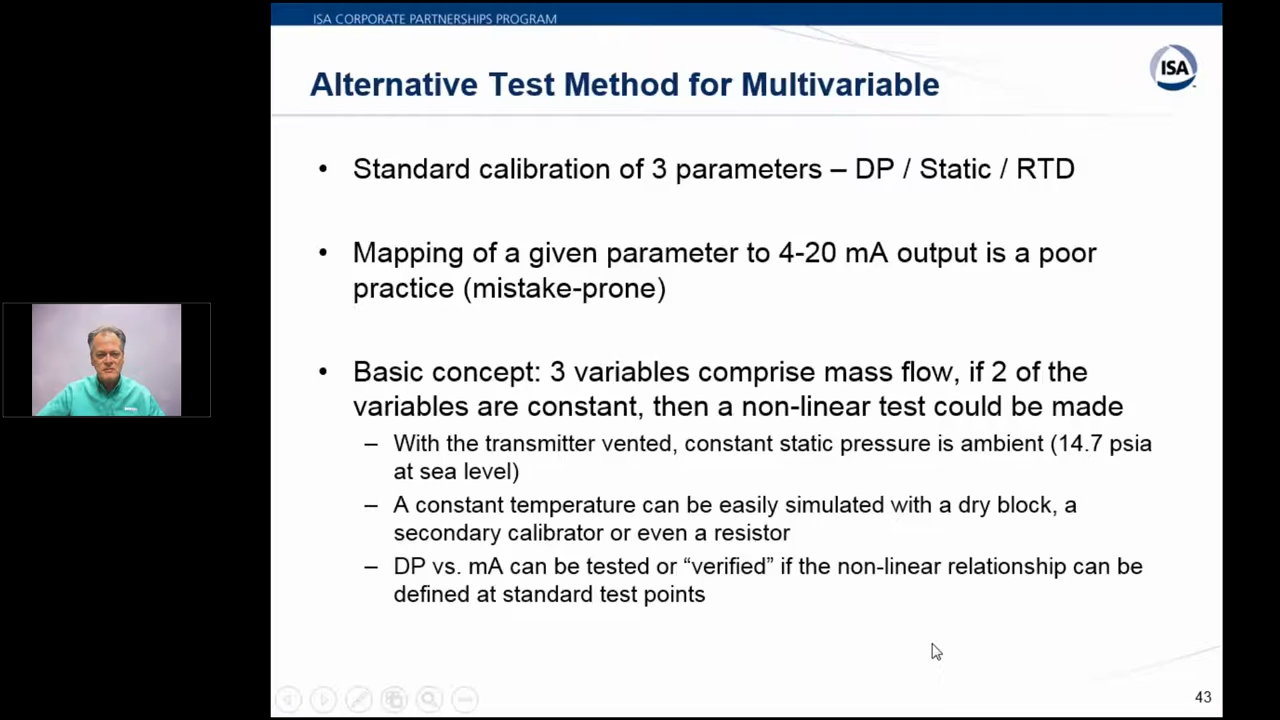 ISA CORPORATE PARTNERSHIPS PROGRAM
Alternative Test Method for Multivariable
ISA
• Standard calibration of 3 parameters – DP / Static / RTD
• Mapping of a given parameter to 4-20 mA output is a poor
practice (mistake-prone)
• Basic concept: 3 variables comprise mass flow, if 2 of the
variables are constant, then a non-linear test could be made
– With the transmitter vented, constant static pressure is ambient (14.7 psia
at sea level)
– A constant temperature can be easily simulated with a dry block, a
secondary calibrator or even a resistor
– DP vs. mA can be tested or “verified” if the non-linear relationship can be
defined at standard test points
43